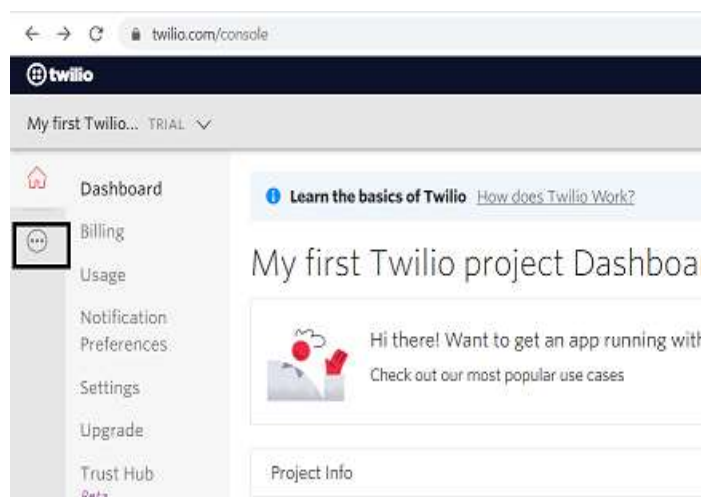 twilio.com/console
twilio
My first Twilio... TRIAL
Dashboard
Billing
Usage
Notification
Preferences
Settings
Upgrade
Trust Hub
Beta
Learn the basics of Twilio How does Twilio Work?
My first Twilio project Dashboa
Hi there! Want to get an app running with
Check out our most popular use cases
Project Info